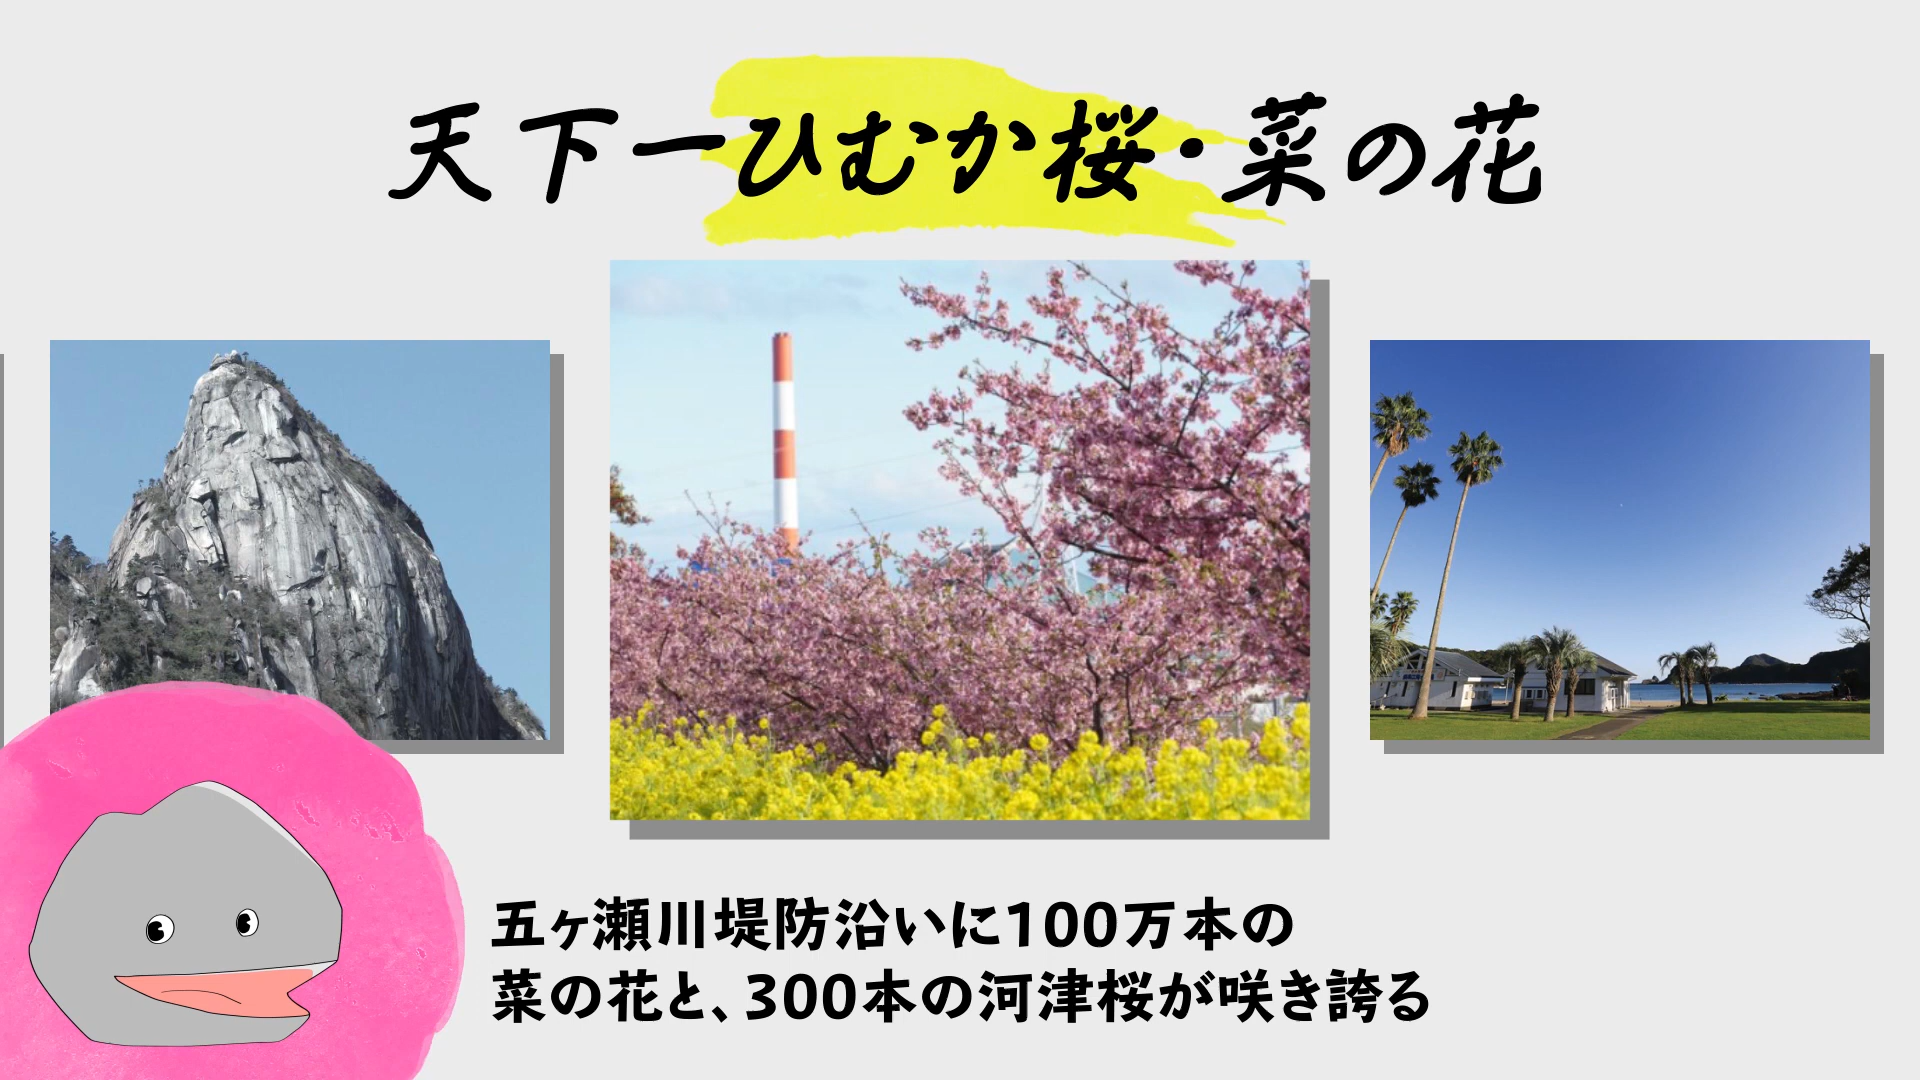 天下一ひむか桜・菜の花
五ヶ瀬川堤防沿いに100万本の
菜の花と、300本の河津桜が咲き誇る